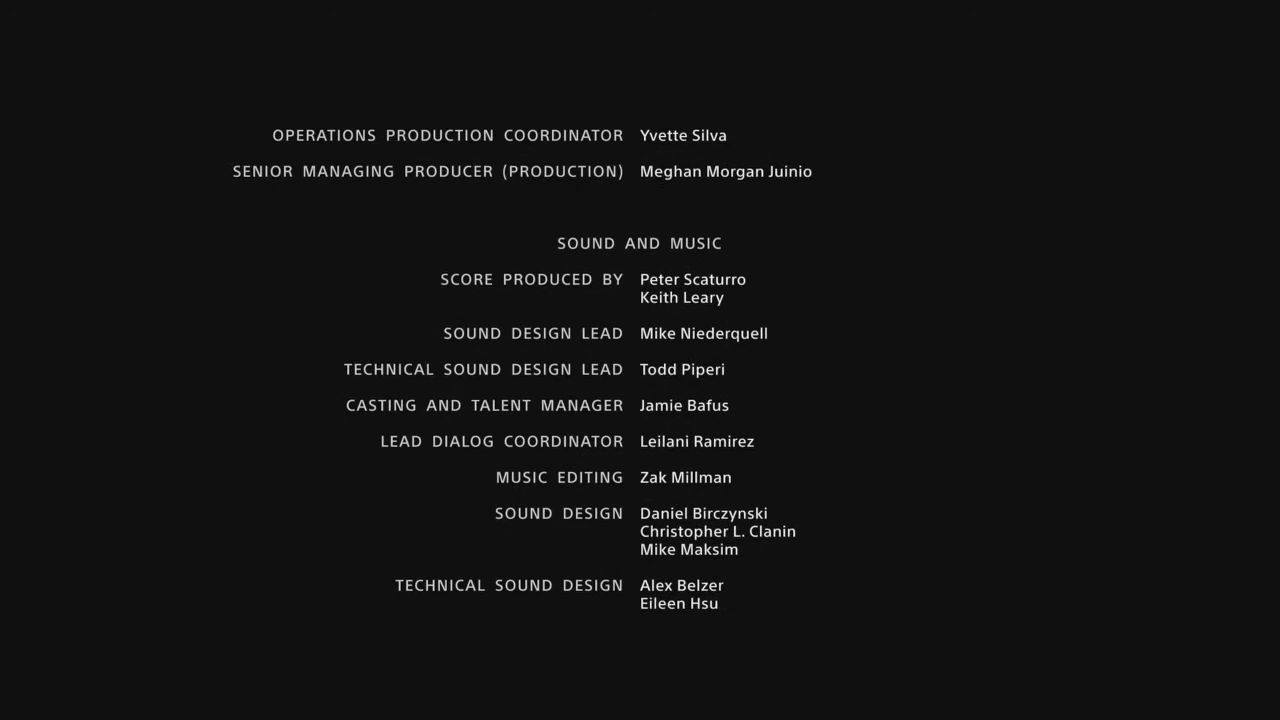 OPERATIONS PRODUCTION COORDINATOR Yvette Silva
SENIOR MANAGING PRODUCER (PRODUCTION) Meghan Morgan Juinio
SOUND AND MUSIC
SCORE PRODUCED BY Peter Scaturro
Keith Leary
SOUND DESIGN LEAD Mike Niederquell
TECHNICAL SOUND DESIGN LEAD Todd Piperi
CASTING AND TALENT MANAGER Jamie Bafus
LEAD DIALOG COORDINATOR Leilani Ramirez
MUSIC EDITING Zak Millman
SOUND DESIGN Daniel Birczynski
Christopher L. Clanin
Mike Maksim
TECHNICAL SOUND DESIGN Alex Belzer
Eileen Hsu